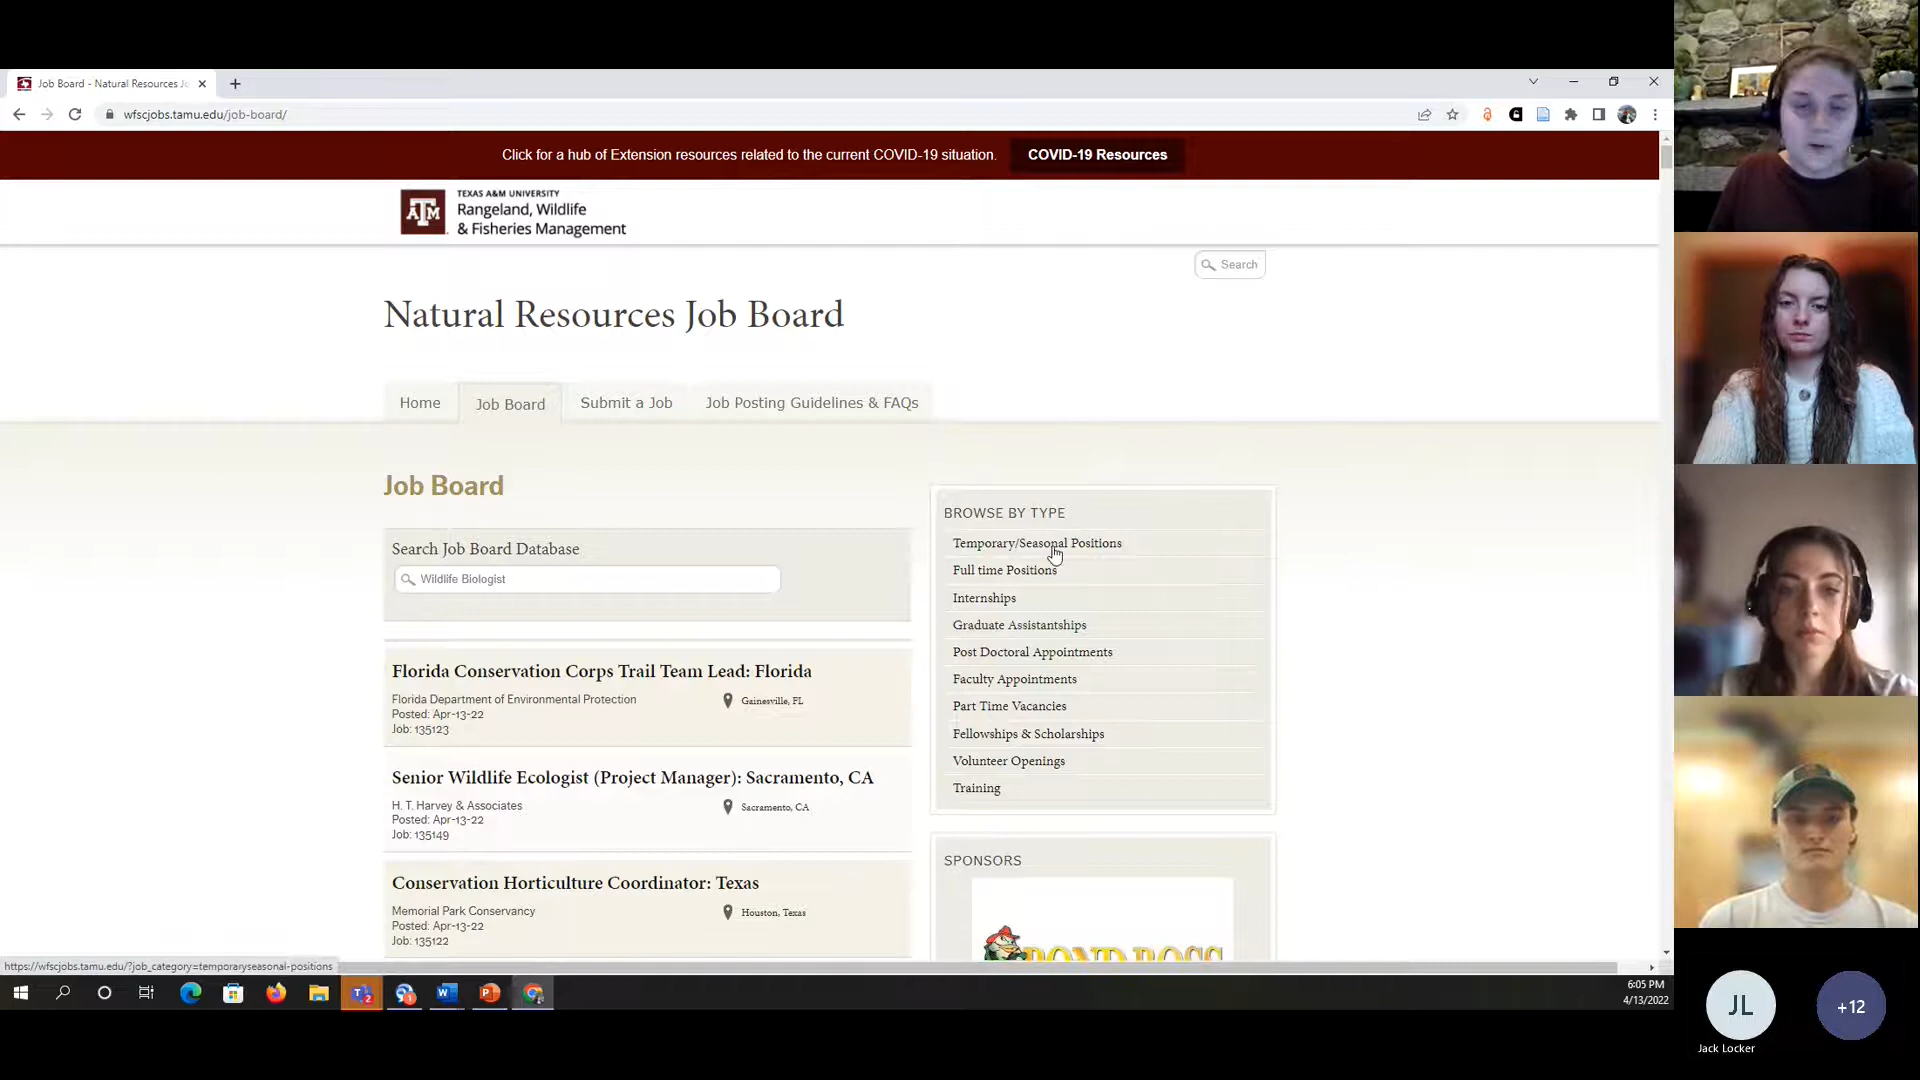 Job Board - Natural Resources Jo
wfscjobs.tamu.edu/job-board/
Click for a hub of Extension resources related to the current COVID-19 situation. COVID-19 Resources
ATM
TEXAS A&M UNIVERSITY
Rangeland, Wildlife
& Fisheries Management
Search
Natural Resources Job Board
Home Job Board Submit a Job Job Posting Guidelines & FAQs
Job Board
Search Job Board Database
Wildlife Biologist
Florida Conservation Corps Trail Team Lead: Florida
Florida Department of Environmental Protection Gainesville, FL
Posted: Apr-13-22
Job: 135123
Senior Wildlife Ecologist (Project Manager): Sacramento, CA
H. T. Harvey & Associates Sacramento, CA
Posted: Apr-13-22
Job: 135149
Conservation Horticulture Coordinator: Texas
Memorial Park Conservancy Houston, Texas
Posted: Apr-13-22
Job: 135122
BROWSE BY TYPE
Temporary/Seasonal Positions
Full time Positions
Internships
Graduate Assistantships
Post Doctoral Appointments
Faculty Appointments
Part Time Vacancies
Fellowships & Scholarships
Volunteer Openings
Training
SPONSORS
POND BOSS
https://wfscjobs.tamu.edu/?job_category=temporaryseasonal-positions
6:05 PM
4/13/2022
JL
Jack Locker
+12